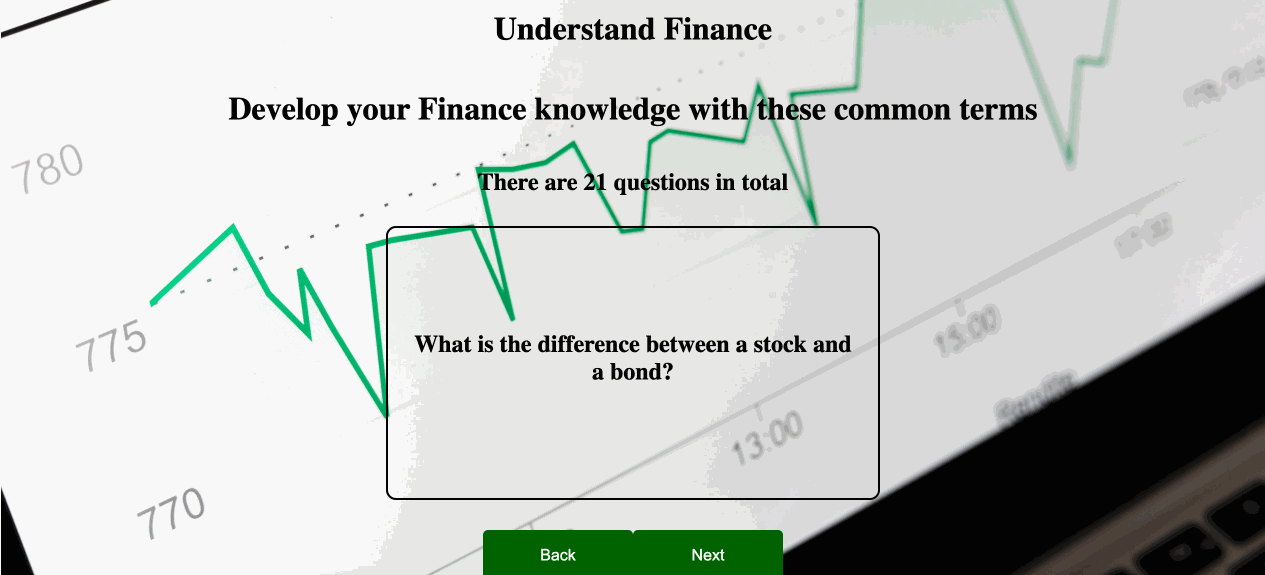 Understand Finance
Develop your Finance knowledge with these common terms
780
There are 21 questions in total
775
15:00
What is the difference between a stock and
a bond?
13:00
770
Back
Next